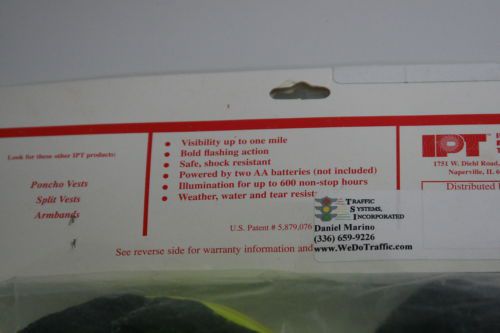 Look for these other IPT products:
Poncho Vests
Split Vests
Armbands
• Visibility up to one mile
• Bold flashing action
• Safe, shock resistant
• Powered by two AA batteries (not included)
• Illumination for up to 600 non-stop hours
• Weather, water and tear
U.S. Patent # 5,879,076
See reverse side for warranty information and
IPT
1751 W. Diehl Road,
Naperville, IL
Distributed
TRAFFIC
SYSTEMS,
INCORPORATED
Daniel Marino
(336) 659-9226
www.WeDoTraffic.com